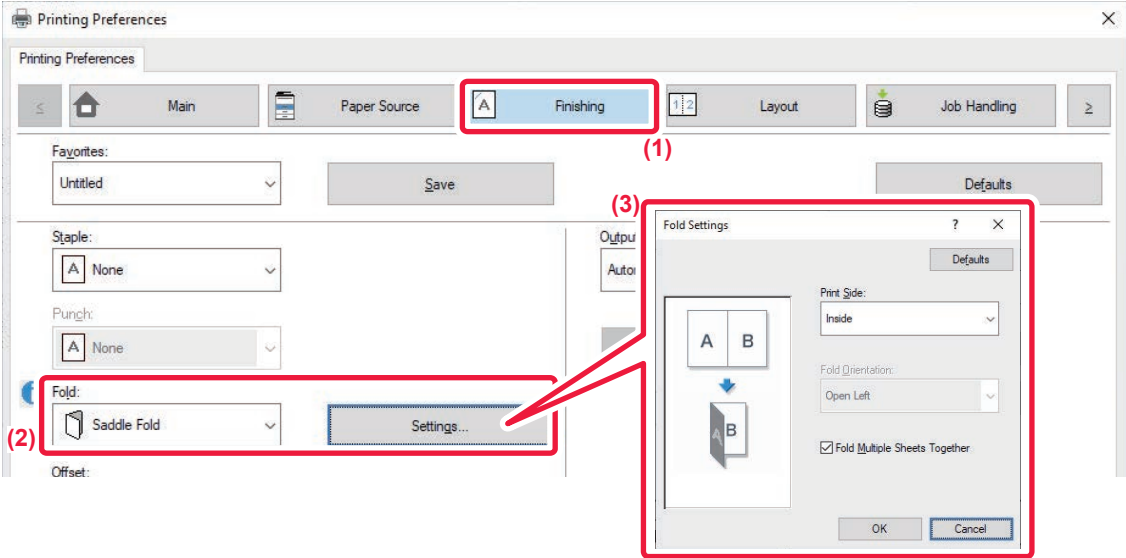 Printing Preferences
Printing Preferences
Main
Paper Source
A
Finishing
1 2
Layout
Job Handling
(1)
Favorites:
Untitled
Save
Defaults
(3)
Staple:
A None
Punch:
A None
Fold:
Saddle Fold
Settings...
(2)
Offset:
Fold Settings
?
Defaults
Print Side:
Inside
A B
Fold Orientation:
Open Left
A B
Fold Multiple Sheets Together
OK
Cancel